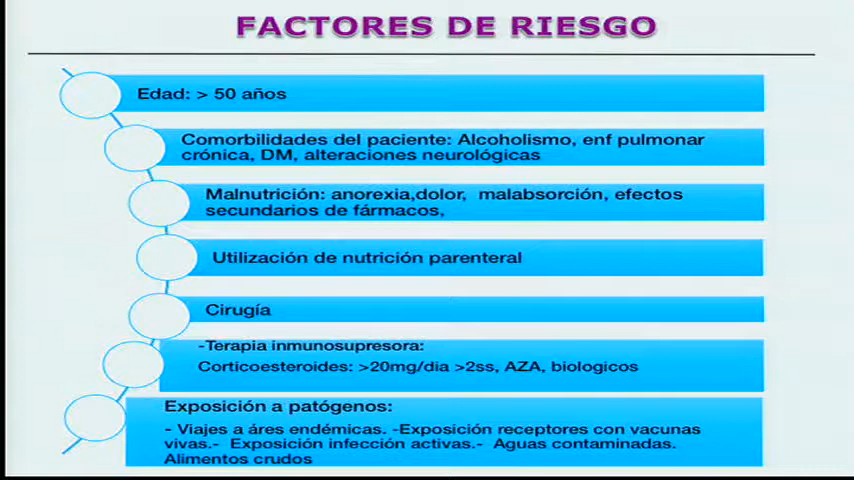 FACTORES DE RIESGO
Edad: > 50 años
Comorbilidades del paciente: Alcoholismo, enf pulmonar
crónica, DM, alteraciones neurológicas
Malnutrición: anorexia,dolor, malabsorción, efectos
secundarios de fármacos,
Utilización de nutrición parenteral
Cirugía
-Terapia inmunosupresora:
Corticoesteroides: >20mg/dia >2ss, AZA, biologicos
Exposición a patógenos:
- Viajes a áres endémicas. -Exposición receptores con vacunas
vivas.- Exposición infección activas.- Aguas contaminadas.
Alimentos crudos